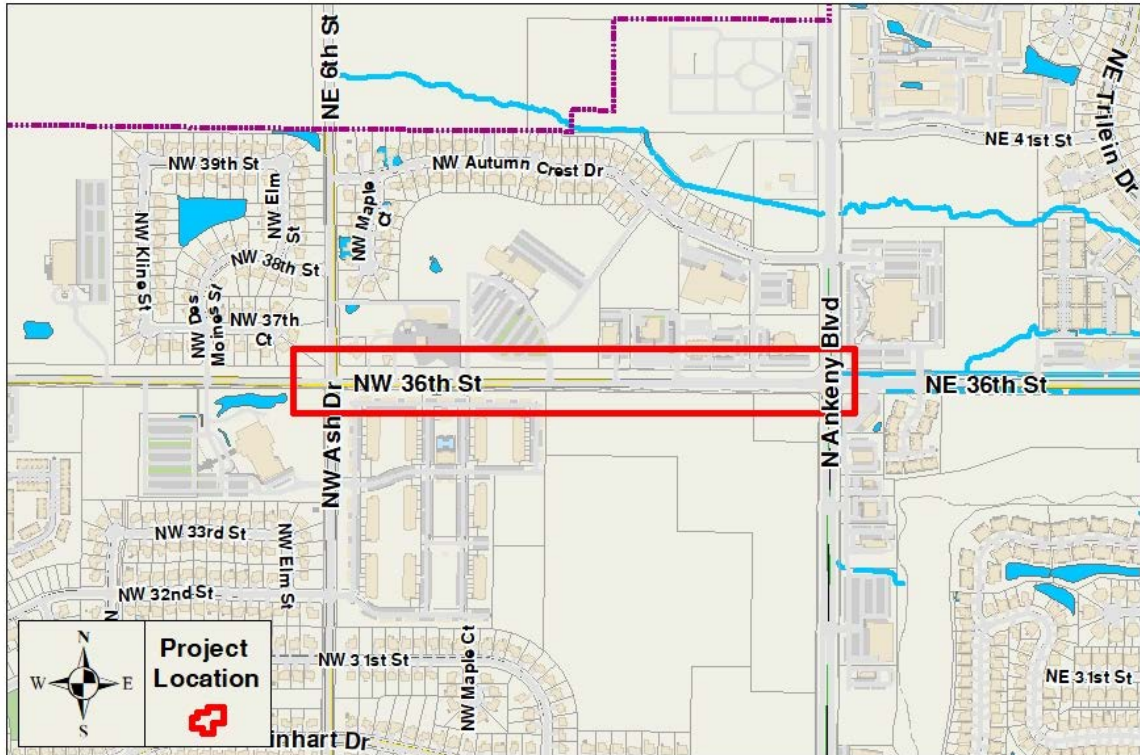 NE 6th St
NE Trilein Dr
NE 41st St
NW 39th St
NW Autumn Crest Dr
NW Elm St
NW Maple Ct
NW Kline St
NW 38th St
NW Des Moines St
NW 37th Ct
N Ankeny Blvd
NW 36th St
NE 36th St
NW Ash Dr
NW 33rd St
NW Elm St
NW 32nd St
N
NW 31st St
NW Maple Ct
NE 31st St
inhart Dr
N
W E
S
Project
Location